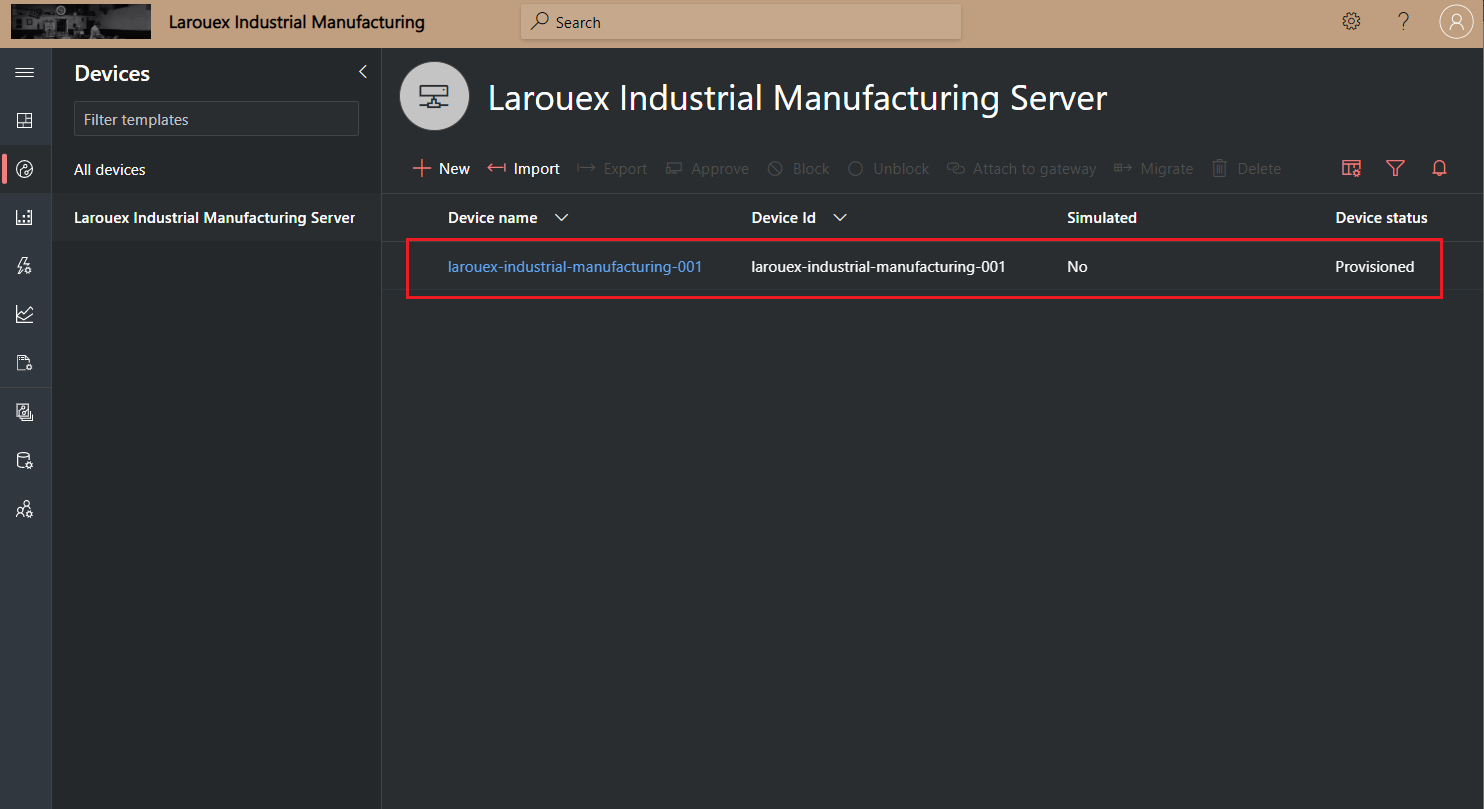 Larouex Industrial Manufacturing
Search
Devices
Filter templates
All devices
Larouex Industrial Manufacturing Server
Larouex Industrial Manufacturing Server
New Import Export Approve Block Unblock Attach to gateway Migrate Delete
Device name Device Id Simulated Device status
larouex-industrial-manufacturing-001 larouex-industrial-manufacturing-001 No Provisioned